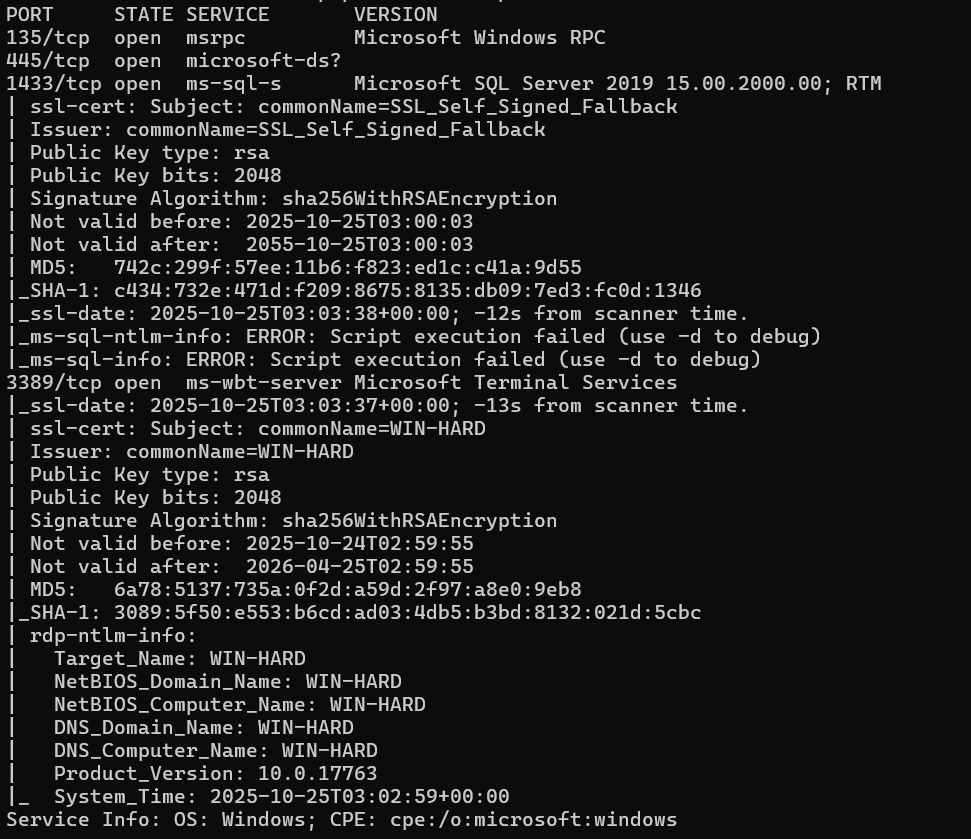 PORT     STATE SERVICE       VERSION
135/tcp  open  msrpc         Microsoft Windows RPC
445/tcp  open  microsoft-ds?
1433/tcp open  ms-sql-s      Microsoft SQL Server 2019 15.00.2000.00; RTM
| ssl-cert: Subject: commonName=SSL_Self_Signed_Fallback
| Issuer: commonName=SSL_Self_Signed_Fallback
| Public Key type: rsa
| Public Key bits: 2048
| Signature Algorithm: sha256WithRSAEncryption
| Not valid before: 2025-10-25T03:00:03
| Not valid after:  2055-10-25T03:00:03
| MD5:   742c:299f:57ee:11b6:f823:ed1c:c41a:9d55
|_SHA-1: c434:732e:471d:f209:8675:8135:db09:7ed3:fc0d:1346
|_ssl-date: 2025-10-25T03:03:38+00:00; -12s from scanner time.
|_ms-sql-ntlm-info: ERROR: Script execution failed (use -d to debug)
|_ms-sql-info: ERROR: Script execution failed (use -d to debug)
3389/tcp open  ms-wbt-server Microsoft Terminal Services
|_ssl-date: 2025-10-25T03:03:37+00:00; -13s from scanner time.
| ssl-cert: Subject: commonName=WIN-HARD
| Issuer: commonName=WIN-HARD
| Public Key type: rsa
| Public Key bits: 2048
| Signature Algorithm: sha256WithRSAEncryption
| Not valid before: 2025-10-24T02:59:55
| Not valid after:  2026-04-25T02:59:55
| MD5:   6a78:5137:735a:0f2d:a59d:2f97:a8e0:9eb8
|_SHA-1: 3089:5f50:e553:b6cd:ad03:4db5:b3bd:8132:021d:5cbc
| rdp-ntlm-info:
|   Target_Name: WIN-HARD
|   NetBIOS_Domain_Name: WIN-HARD
|   NetBIOS_Computer_Name: WIN-HARD
|   DNS_Domain_Name: WIN-HARD
|   DNS_Computer_Name: WIN-HARD
|   Product_Version: 10.0.17763
|_  System_Time: 2025-10-25T03:02:59+00:00
Service Info: OS: Windows; CPE: cpe:/o:microsoft:windows